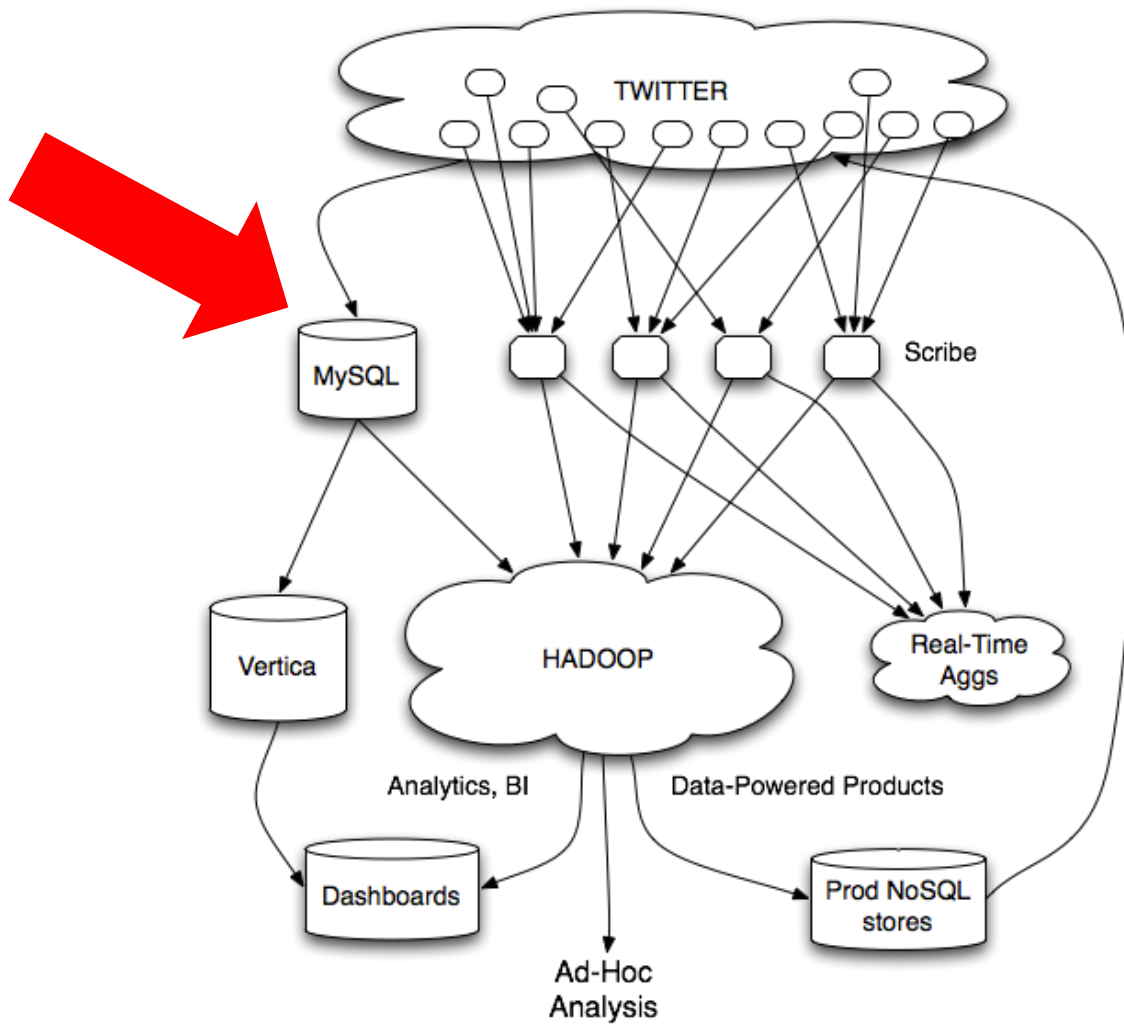 TWITTER
MySQL
Scribe
Vertica
HADOOP
Real-Time
Aggs
Analytics, BI
Data-Powered Products
Dashboards
Prod NoSQL
stores
Ad-Hoc
Analysis